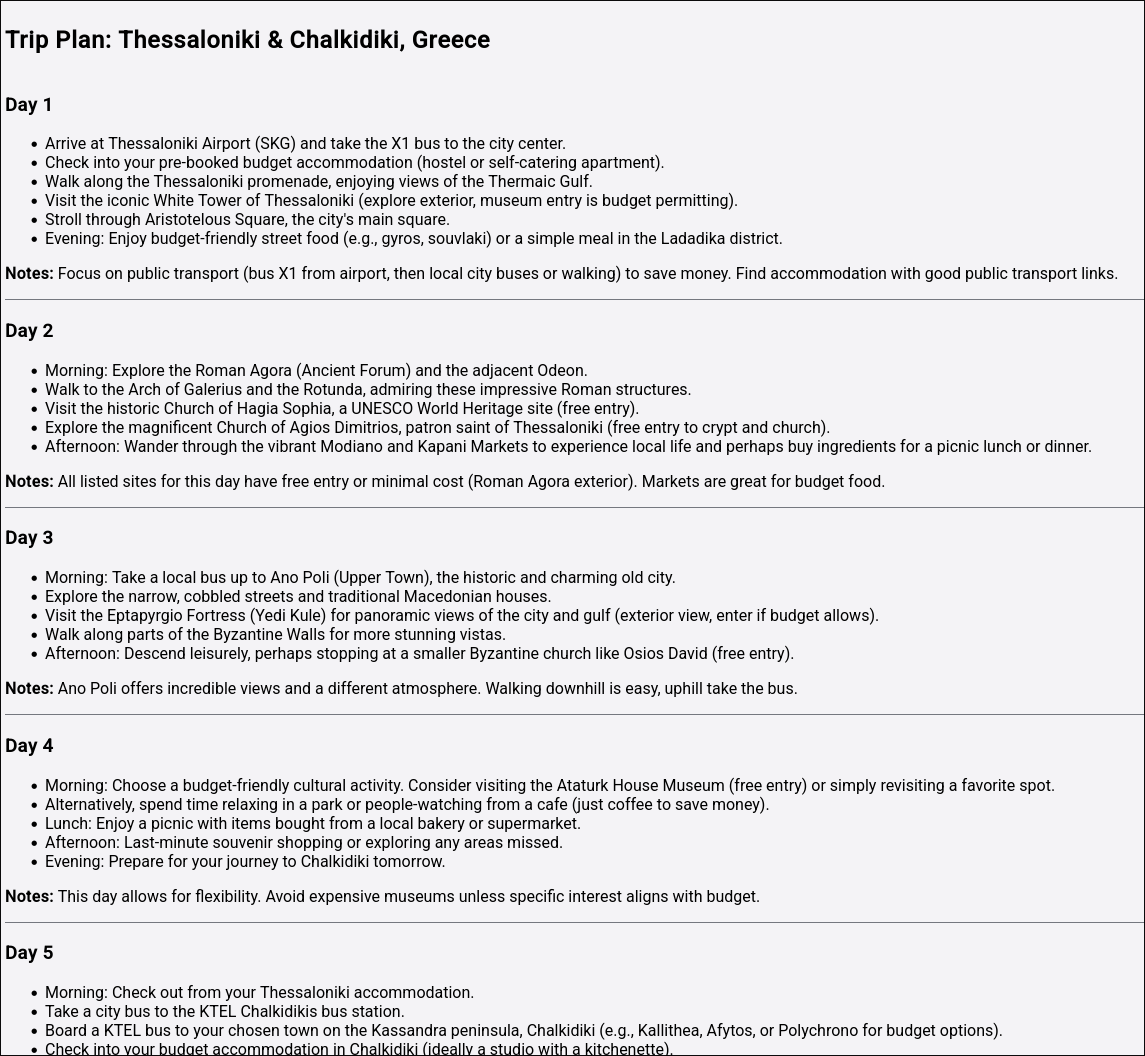 Trip Plan: Thessaloniki & Chalkidiki, Greece
Day 1
• Arrive at Thessaloniki Airport (SKG) and take the X1 bus to the city center.
• Check into your pre-booked budget accommodation (hostel or self-catering apartment).
• Walk along the Thessaloniki promenade, enjoying views of the Thermaic Gulf.
• Visit the iconic White Tower of Thessaloniki (explore exterior, museum entry is budget permitting).
• Stroll through Aristotelous Square, the city's main square.
• Evening: Enjoy budget-friendly street food (e.g., gyros, souvlaki) or a simple meal in the Ladadika district.
Notes: Focus on public transport (bus X1 from airport, then local city buses or walking) to save money. Find accommodation with good public transport links.
Day 2
• Morning: Explore the Roman Agora (Ancient Forum) and the adjacent Odeon.
• Walk to the Arch of Galerius and the Rotunda, admiring these impressive Roman structures.
• Visit the historic Church of Hagia Sophia, a UNESCO World Heritage site (free entry).
• Explore the magnificent Church of Agios Dimitrios, patron saint of Thessaloniki (free entry to crypt and church).
• Afternoon: Wander through the vibrant Modiano and Kapani Markets to experience local life and perhaps buy ingredients for a picnic lunch or dinner.
Notes: All listed sites for this day have free entry or minimal cost (Roman Agora exterior). Markets are great for budget food.
Day 3
• Morning: Take a local bus up to Ano Poli (Upper Town), the historic and charming old city.
• Explore the narrow, cobbled streets and traditional Macedonian houses.
• Visit the Eptapyrgio Fortress (Yedi Kule) for panoramic views of the city and gulf (exterior view, enter if budget allows).
• Walk along parts of the Byzantine Walls for more stunning vistas.
• Afternoon: Descend leisurely, perhaps stopping at a smaller Byzantine church like Osios David (free entry).
Notes: Ano Poli offers incredible views and a different atmosphere. Walking downhill is easy, uphill take the bus.
Day 4
• Morning: Choose a budget-friendly cultural activity. Consider visiting the Ataturk House Museum (free entry) or simply revisiting a favorite spot.
• Alternatively, spend time relaxing in a park or people-watching from a cafe (just coffee to save money).
• Lunch: Enjoy a picnic with items bought from a local bakery or supermarket.
• Afternoon: Last-minute souvenir shopping or exploring any areas missed.
• Evening: Prepare for your journey to Chalkidiki tomorrow.
Notes: This day allows for flexibility. Avoid expensive museums unless specific interest aligns with budget.
Day 5
• Morning: Check out from your Thessaloniki accommodation.
• Take a city bus to the KTEL Chalkidikis bus station.
• Board a KTEL bus to your chosen town on the Kassandra peninsula, Chalkidiki (e.g., Kallithea, Afytos, or Polychrono for budget options).
• Check into your budget accommodation in Chalkidiki (ideally a studio with a kitchenette).